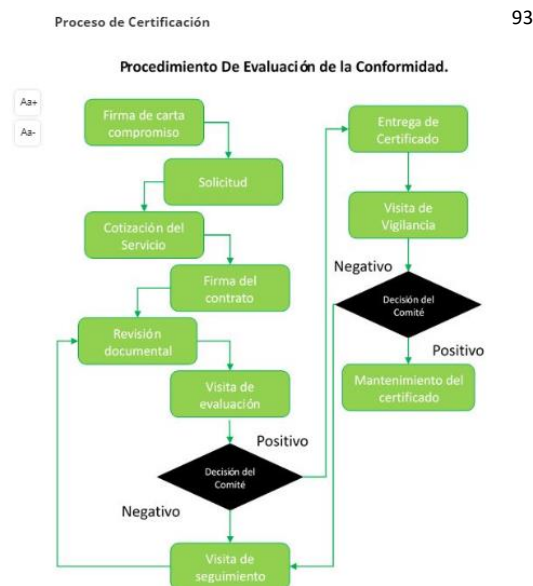 Proceso de Certificación
93
Procedimiento De Evaluación de la Conformidad.
Aa+
Aa-
Firma de carta
compromiso
Solicitud
Cotización del
Servicio
Firma del
contrato
Revisión
documental
Visita de
evaluación
Positivo
Decisión del
Comité
Negativo
Visita de
seguimiento
Entrega de
Certificado
Visita de
Vigilancia
Negativo
Decisión del
Comité
Positivo
Mantenimiento del
certificado